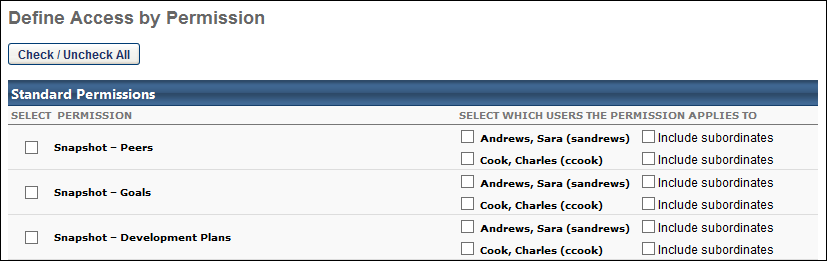 Define Access by Permission
Check / Uncheck All
Standard Permissions
SELECT PERMISSION SELECT WHICH USERS THE PERMISSION APPLIES TO
Snapshot – Peers
Andrews, Sara (sandrews) Include subordinates
Cook, Charles (ccook) Include subordinates
Snapshot – Goals
Andrews, Sara (sandrews) Include subordinates
Cook, Charles (ccook) Include subordinates
Snapshot – Development Plans
Andrews, Sara (sandrews) Include subordinates
Cook, Charles (ccook) Include subordinates